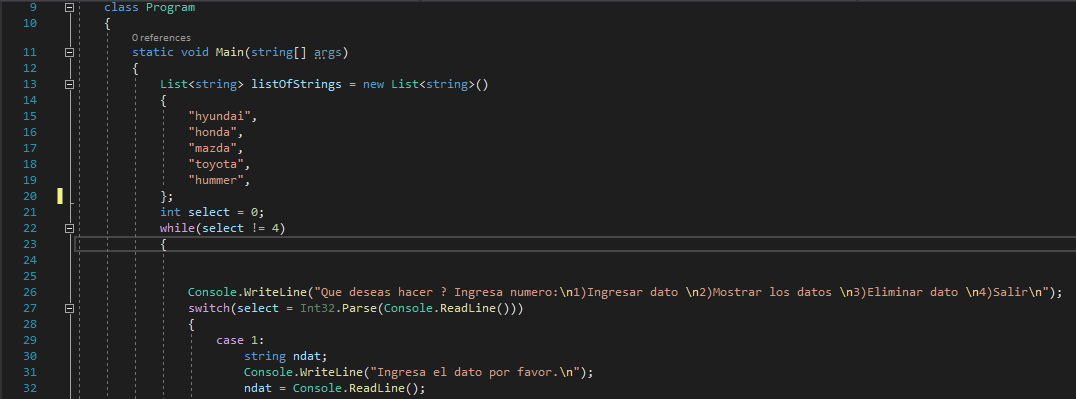 9 class Program
10 {
0 references
11 static void Main(string[] args)
12 {
13 List<string> listOfStrings = new List<string>()
14 {
15 "hyundai",
16 "honda",
17 "mazda",
18 "toyota",
19 "hummer",
20 };
21 int select = 0;
22 while(select != 4)
23 {
24
25
26 Console.WriteLine("Que deseas hacer ? Ingresa numero:\n1)Ingresar dato \n2)Mostrar los datos \n3)Eliminar dato \n4)Salir\n");
27 switch(select = Int32.Parse(Console.ReadLine()))
28 {
29 case 1:
30 string ndat;
31 Console.WriteLine("Ingresa el dato por favor.\n");
32 ndat = Console.ReadLine();